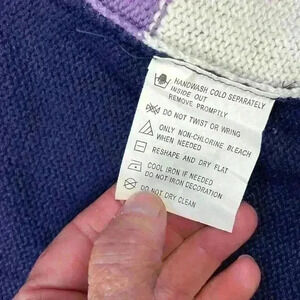 HANDWASH COLD SEPARATELY
INSIDE OUT
REMOVE PROMPTLY
DO NOT TWIST OR WRING
ONLY NON-CHLORINE BLEACH
WHEN NEEDED
RESHAPE AND DRY FLAT
COOL IRON IF NEEDED
DO NOT IRON DECORATION
DO NOT DRY CLEAN